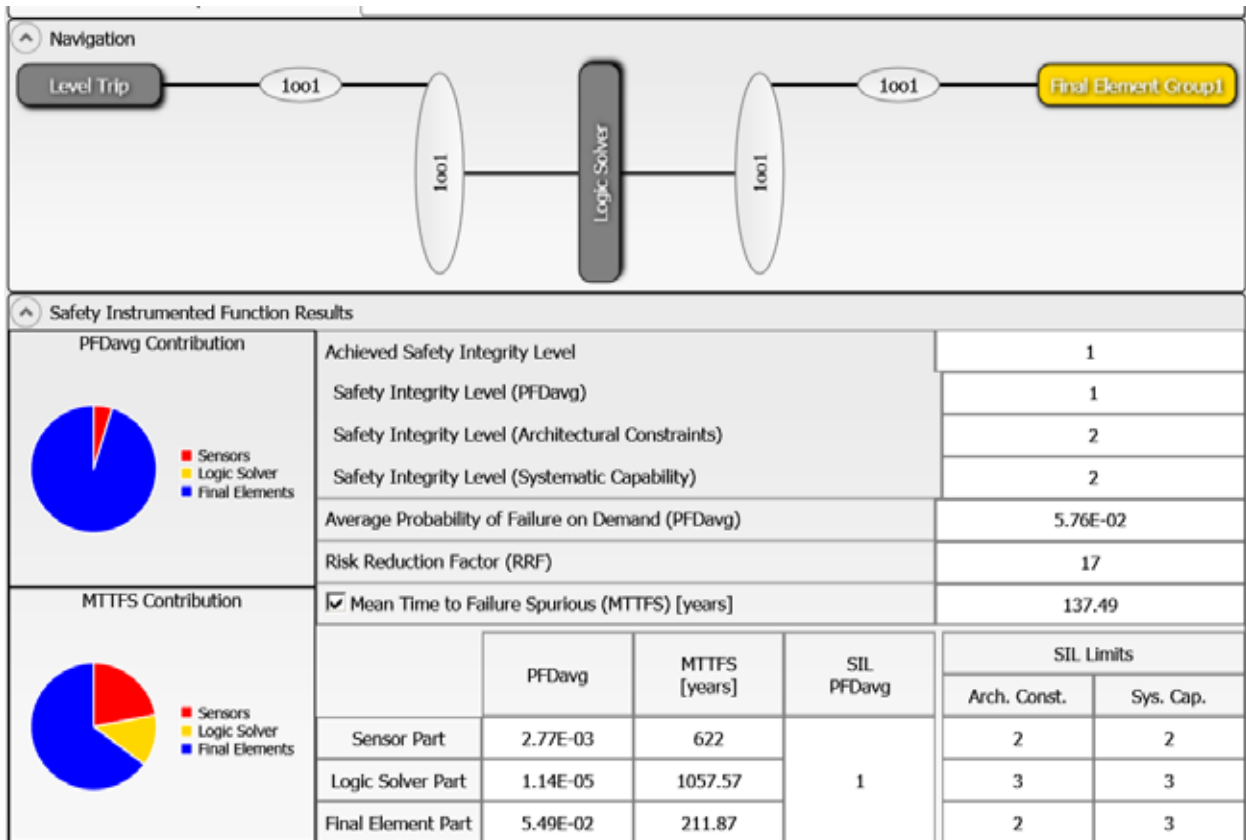 Navigation
Level Trip
1oo1
1oo1
Logic Solver
1oo1
1oo1
Final Element Group1
Safety Instrumented Function Results
PFDavg Contribution
Sensors
Logic Solver
Final Elements
Achieved Safety Integrity Level 1
Safety Integrity Level (PFDavg) 1
Safety Integrity Level (Architectural Constraints) 2
Safety Integrity Level (Systematic Capability) 2
Average Probability of Failure on Demand (PFDavg) 5.76E-02
Risk Reduction Factor (RRF) 17
MTTFS Contribution
Sensors
Logic Solver
Final Elements
Mean Time to Failure Spurious (MTTFS) [years] 137.49
PFDavg
MTTFS
[years]
SIL
PFDavg
SIL Limits
Arch. Const. Sys. Cap.
Sensor Part 2.77E-03 622 2 2
Logic Solver Part 1.14E-05 1057.57 1 3 3
Final Element Part 5.49E-02 211.87 2 3